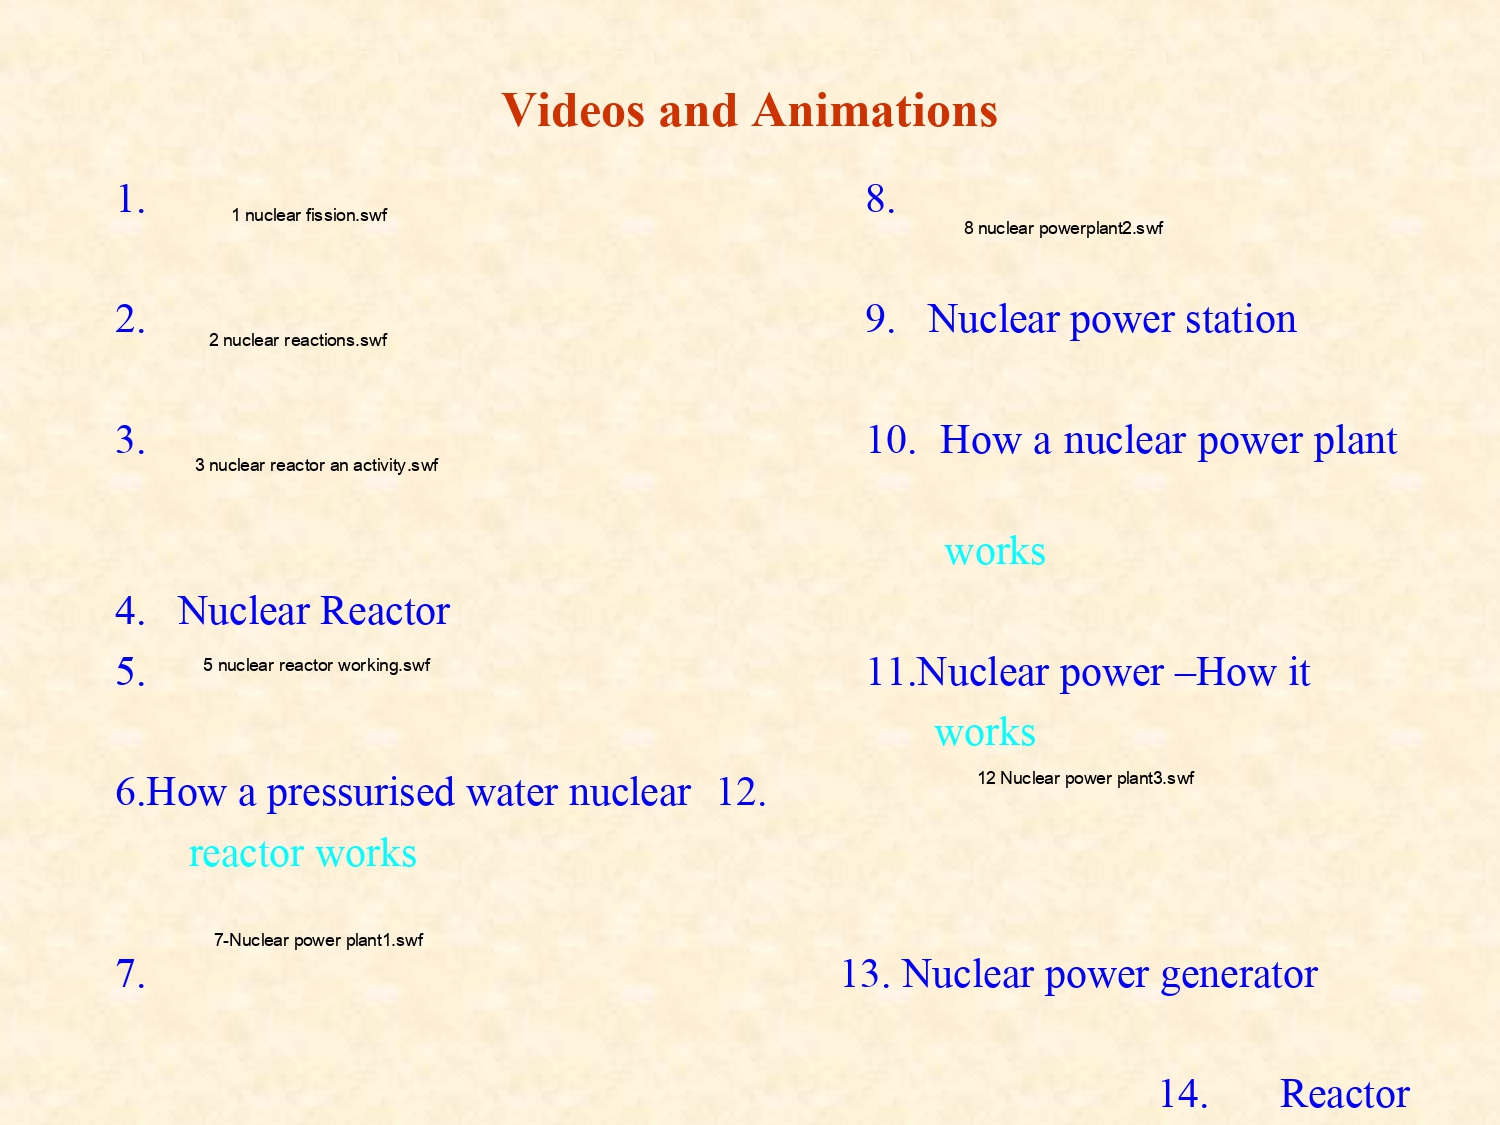 Videos and Animations
1. 1 nuclear fission.swf 8. 8 nuclear powerplant2.swf
2. 2 nuclear reactions.swf 9. Nuclear power station
3. 3 nuclear reactor an activity.swf 10. How a nuclear power plant
works
4. Nuclear Reactor
5. 5 nuclear reactor working.swf 11.Nuclear power –How it
works
6.How a pressurised water nuclear 12. 12 Nuclear power plant3.swf
reactor works
7-Nuclear power plant1.swf
7. 13. Nuclear power generator
14. Reactor